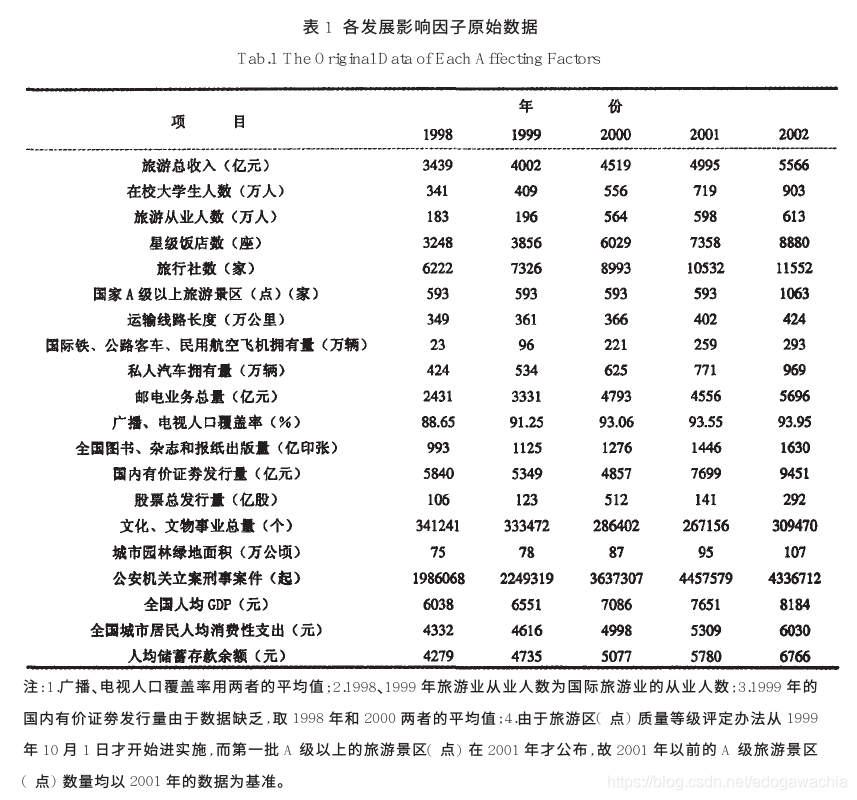 表 1 各发展影响因子原始数据
Tab.1 The Original Data of Each Affecting Factors
年 份
项 目
1998 1999 2000 2001 2002
旅游总收入（亿元） 3439 4002 4519 4995 5566
在校大学生人数（万人） 341 409 556 719 903
旅游从业人数（万人） 183 196 564 598 613
星级饭店数（座） 3248 3856 6029 7358 8880
旅行社数（家） 6222 7326 8993 10532 11552
国家A级以上旅游景区（点）（家） 593 593 593 593 1063
运输线路长度（万公里） 349 361 366 402 424
国际铁、公路客车、民用航空飞机拥有量（万辆） 23 96 221 259 293
私人汽车拥有量（万辆） 424 534 625 771 969
邮电业务总量（亿元） 2431 3331 4793 4556 5696
广播、电视人口覆盖率（%） 88.65 91.25 93.06 93.55 93.95
全国图书、杂志和报纸出版量（亿印张） 993 1125 1276 1446 1630
国内有价证劵发行量（亿元） 5840 5349 4857 7699 9451
股票总发行量（亿股） 106 123 512 141 292
文化、文物事业总量（个） 341241 333472 286402 267156 309470
城市园林绿地面积（万公顷） 75 78 87 95 107
公安机关立案刑事案件（起） 1986068 2249319 3637307 4457579 4336712
全国人均GDP（元） 6038 6551 7086 7651 8184
全国城市居民人均消费性支出（元） 4332 4616 4998 5309 6030
人均储蓄存款余额（元） 4279 4735 5077 5780 6766
注:1.广播、电视人口覆盖率用两者的平均值;2.1998、1999 年旅游业从业人数为国际旅游业的从业人数;3.1999 年的
国内有价证劵发行量由于数据缺乏,取 1998 年和 2000 两者的平均值;4.由于旅游区(点)质量等级评定办法从 1999
年 10 月 1 日才开始进实施,而第一批 A 级以上的旅游景区(点)在 2001 年才公布,故 2001 年以前的 A 级旅游景区
(点)数量均以 2001 年的数据为基准。
https://blog.csdn.net/edogawachia